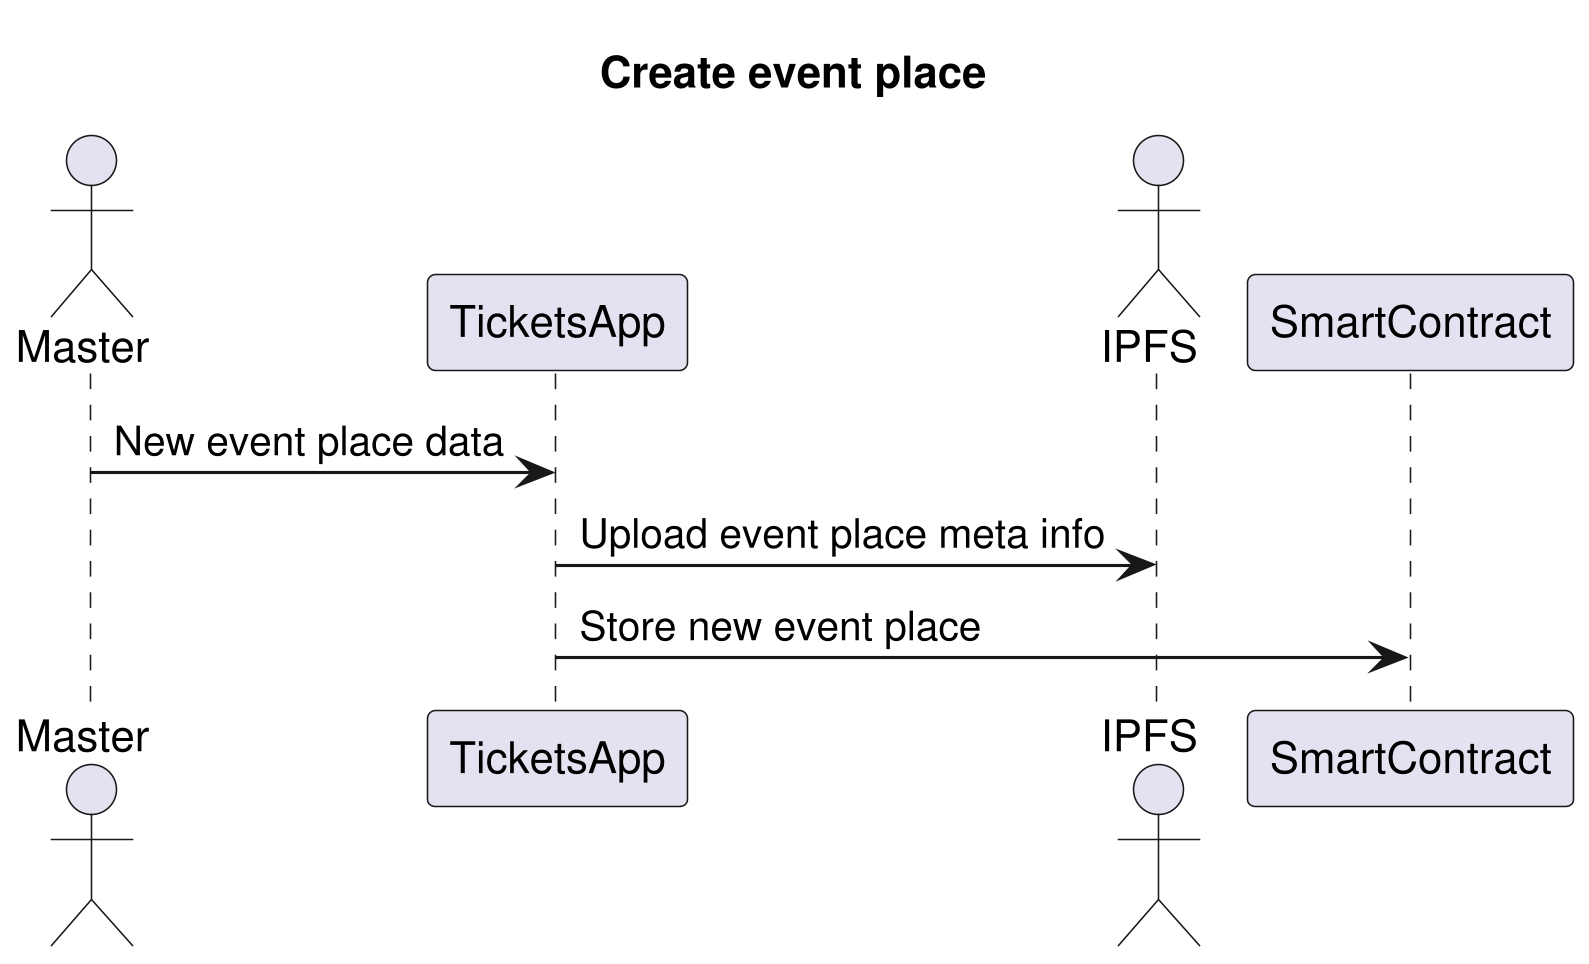 Create event place
Master
TicketsApp
IPFS
SmartContract
New event place data
Upload event place meta info
Store new event place
Master
TicketsApp
IPFS
SmartContract